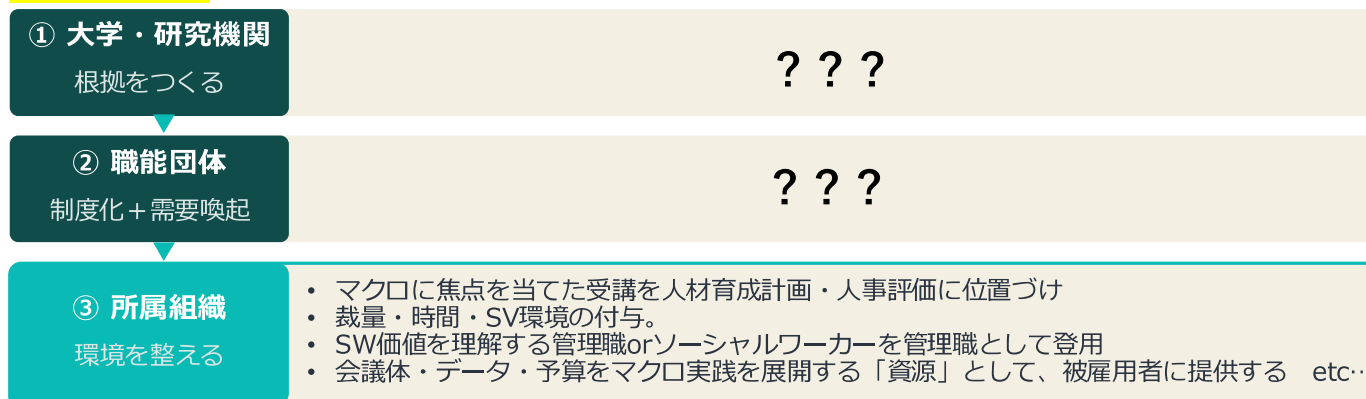 ① 大学・研究機関
根拠をつくる
？？？
② 職能団体
制度化＋需要喚起
？？？
③ 所属組織
環境を整える
• マクロに焦点を当てた受講を人材育成計画・人事評価に位置づけ
• 裁量・時間・SV環境の付与。
• SW価値を理解する管理職orソーシャルワーカーを管理職として登用
• 会議体・データ・予算をマクロ実践を展開する「資源」として、被雇用者に提供する　etc…